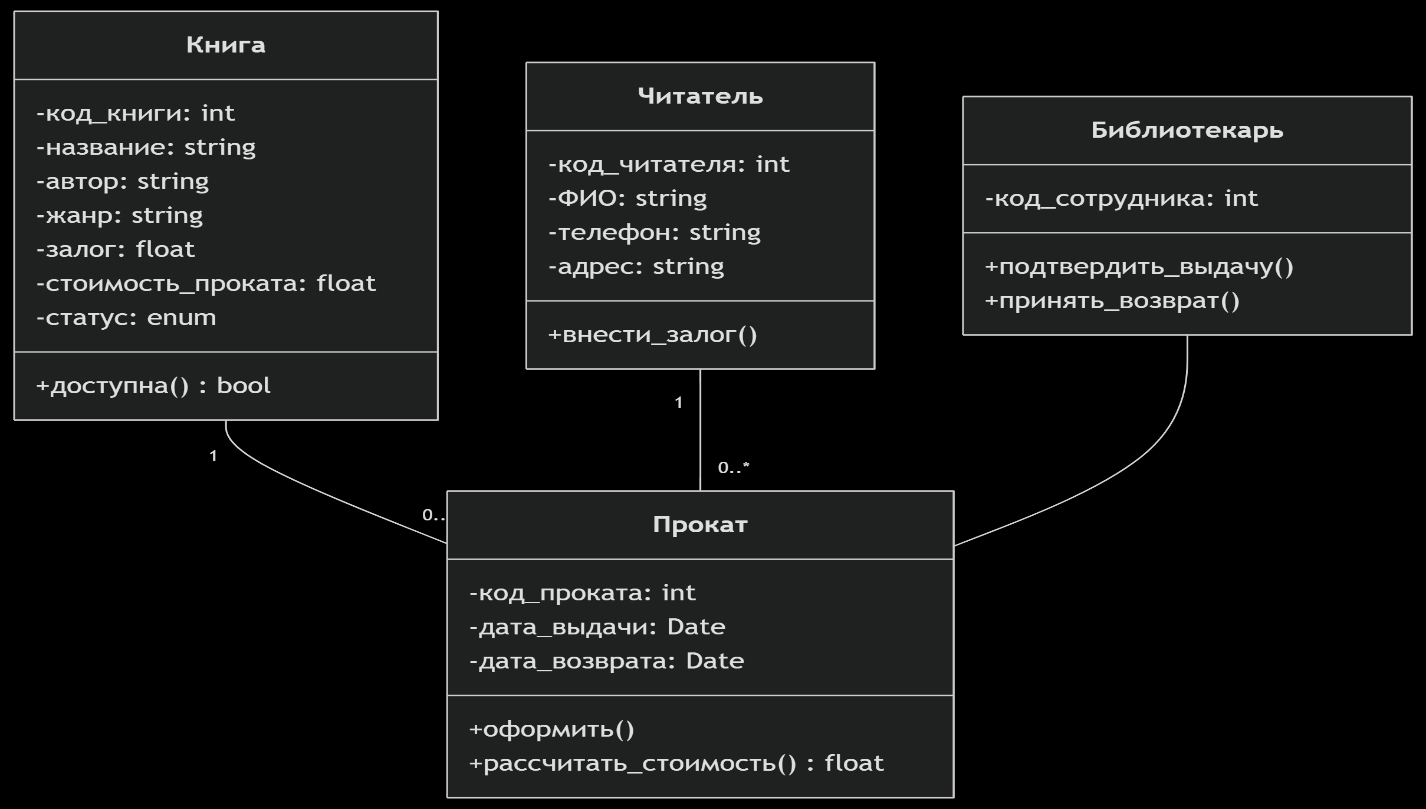 Книга
-код_книги: int
-название: string
-автор: string
-жанр: string
-залог: float
-стоимость_проката: float
-статус: enum
+доступна() : bool
Читатель
-код_читателя: int
-ФИО: string
-телефон: string
-адрес: string
+внести_залог()
Библиотекарь
-код_сотрудника: int
+подтвердить_выдачу()
+принять_возврат()
1
0..
1
0..*
Прокат
-код_проката: int
-дата_выдачи: Date
-дата_возврата: Date
+оформить()
+рассчитать_стоимость() : float